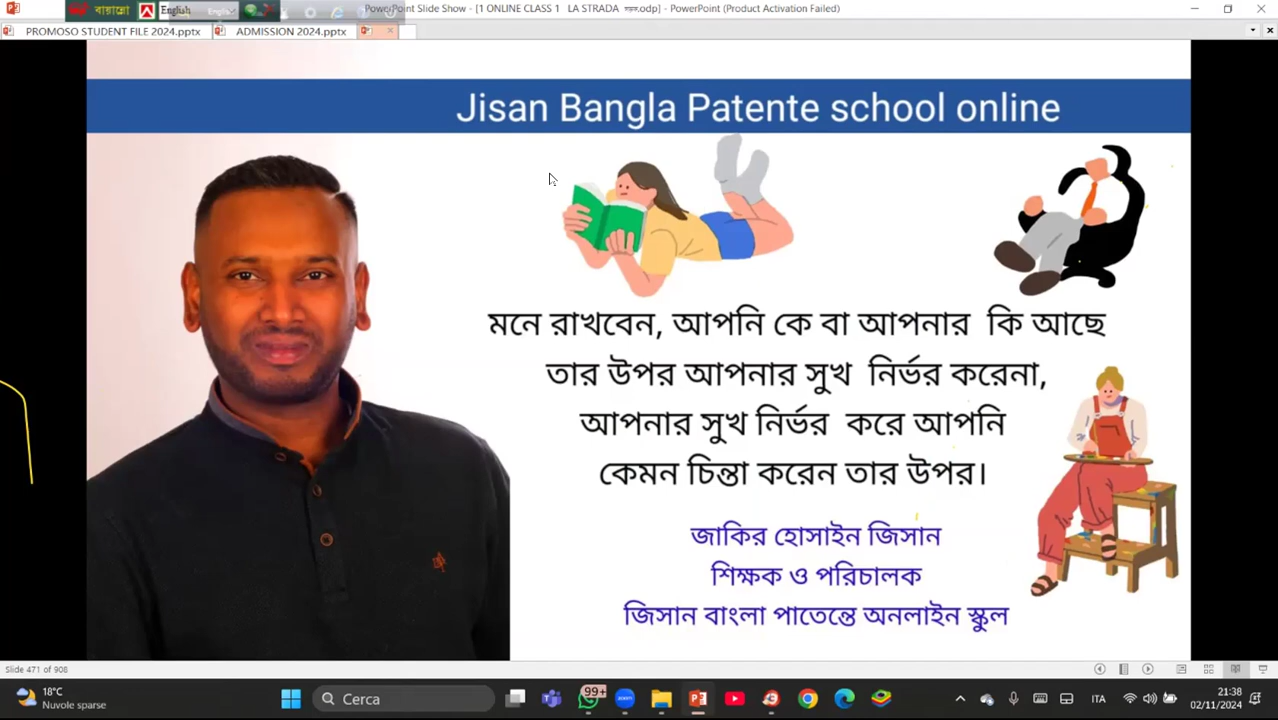 বায়ান্নো
English
PowerPoint Slide Show - [1 ONLINE CLASS 1 LA STRADA .odp] - PowerPoint (Product Activation Failed)
PROMOSO STUDENT FILE 2024.pptx
ADMISSION 2024.pptx
Jisan Bangla Patente school online
মনে রাখবেন, আপনি কে বা আপনার কি আছে
তার উপর আপনার সুখ নির্ভর করেনা,
আপনার সুখ নির্ভর করে আপনি
কেমন চিন্তা করেন তার উপর।
জাকির হোসাইন জিসান
শিক্ষক ও পরিচালক
জিসান বাংলা পাতেন্তে অনলাইন স্কুল
Slide 471 of 908
18°C
Nuvole sparse
Cerca
99+
zoom
ITA
21:38
02/11/2024